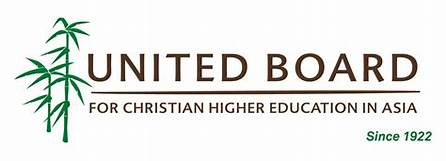 UNITED BOARD
FOR CHRISTIAN HIGHER EDUCATION IN ASIA
Since 1922